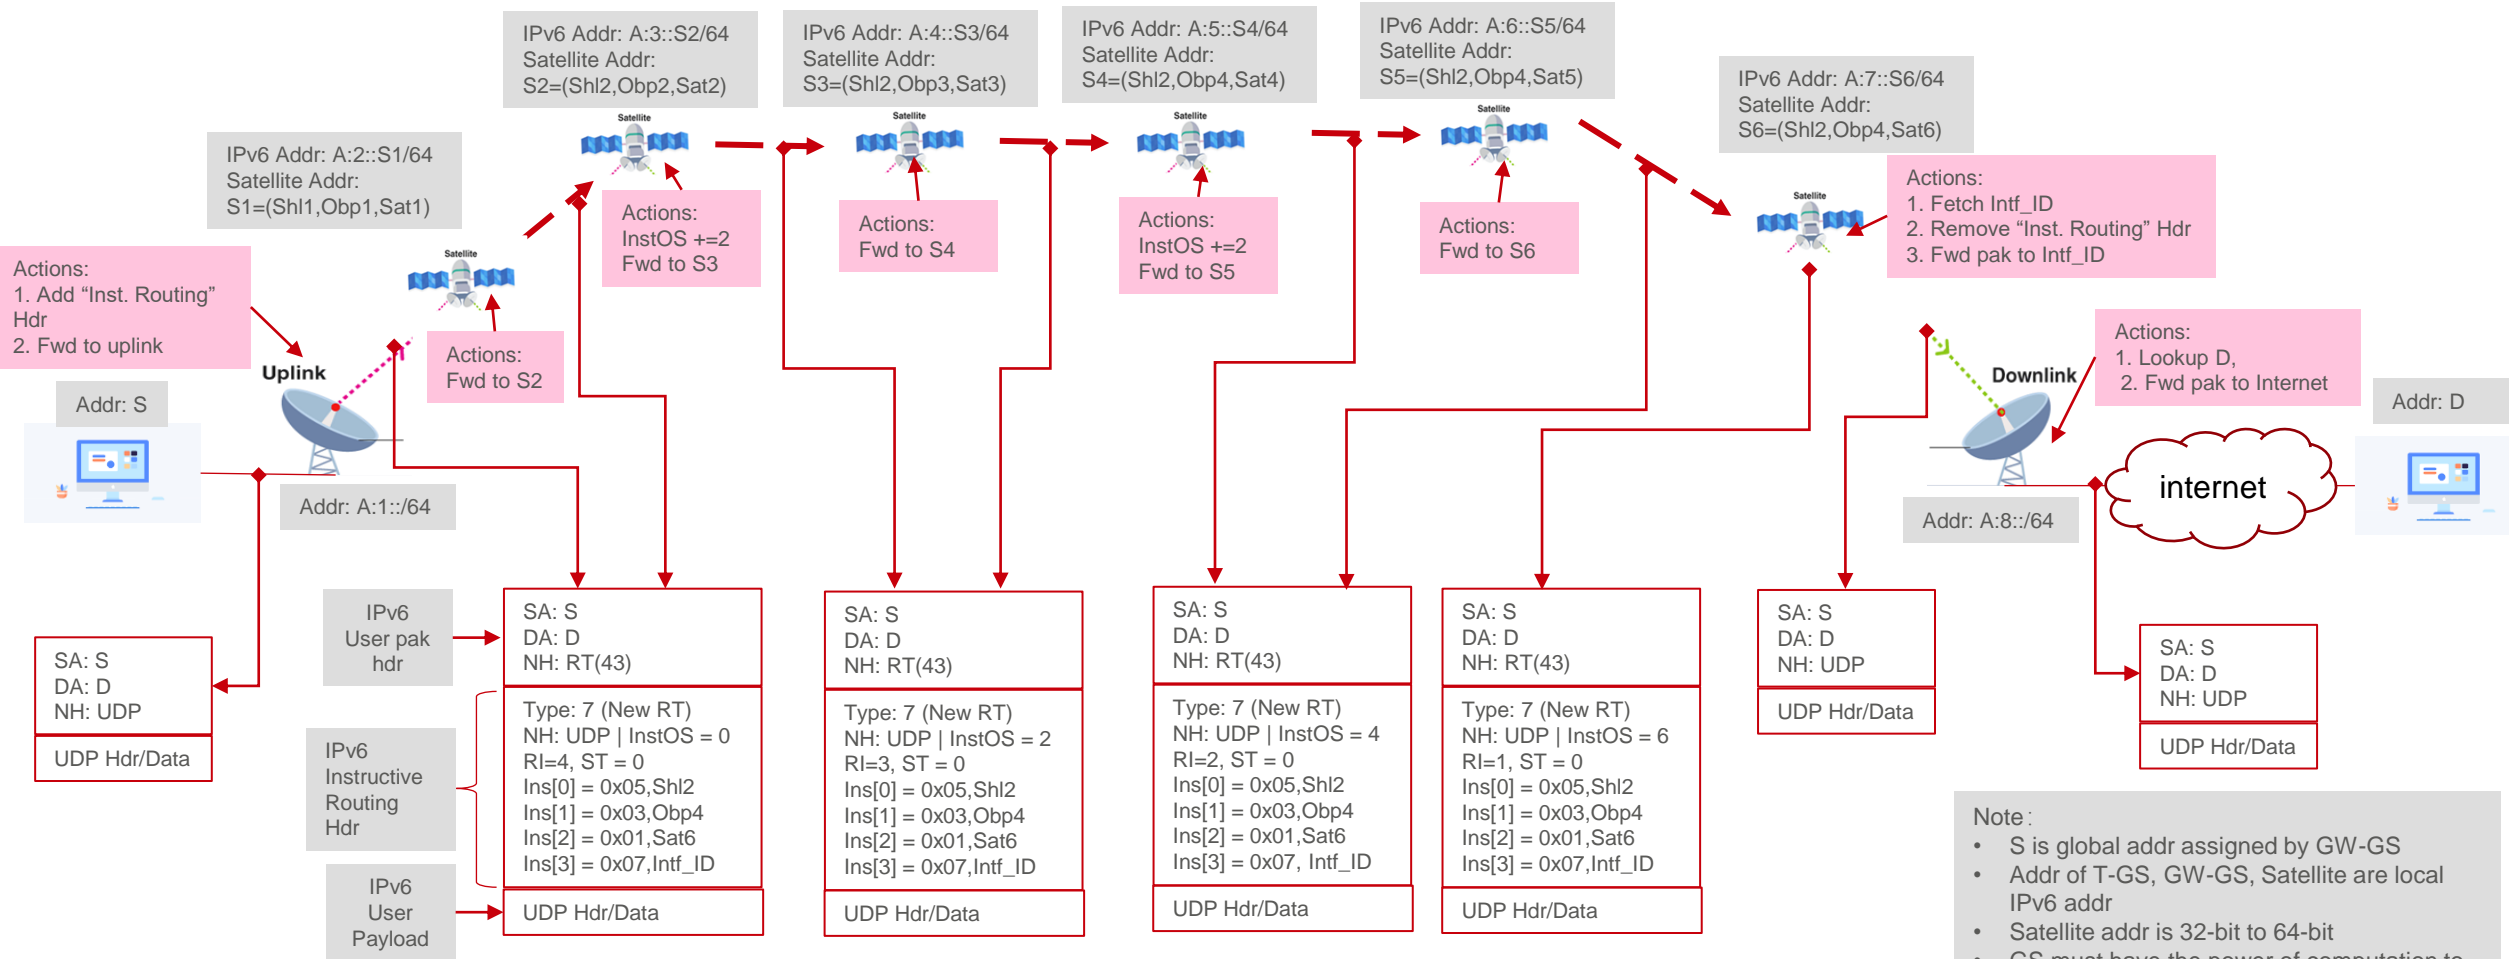 IPv6 Addr: A:3::S2/64
Satellite Addr:
S2=(Shl2,Obp2,Sat2)
IPv6 Addr: A:4::S3/64
Satellite Addr:
S3=(Shl2,Obp3,Sat3)
IPv6 Addr: A:5::S4/64
Satellite Addr:
S4=(Shl2,Obp4,Sat4)
IPv6 Addr: A:6::S5/64
Satellite Addr:
S5=(Shl2,Obp4,Sat5)
IPv6 Addr: A:7::S6/64
Satellite Addr:
S6=(Shl2,Obp4,Sat6)
IPv6 Addr: A:2::S1/64
Satellite Addr:
S1=(Shl1,Obp1,Sat1)
Satellite
Satellite
Satellite
Satellite
Satellite
Satellite
Actions:
1. Add “Inst. Routing”
Hdr
2. Fwd to uplink
Actions:
Fwd to S2
Actions:
InstOS +=2
Fwd to S3
Actions:
Fwd to S4
Actions:
InstOS +=2
Fwd to S5
Actions:
Fwd to S6
Actions:
1. Fetch Intf_ID
2. Remove “Inst. Routing” Hdr
3. Fwd pak to Intf_ID
Actions:
1. Lookup D,
2. Fwd pak to Internet
Uplink
Downlink
Addr: S
Addr: D
Addr: A:1::/64
Addr: A:8::/64
internet
SA: S
DA: D
NH: UDP
UDP Hdr/Data
IPv6
User pak
hdr
IPv6
Instructive
Routing
Hdr
IPv6
User
Payload
SA: S
DA: D
NH: RT(43)
Type: 7 (New RT)
NH: UDP | InstOS = 0
RI=4, ST = 0
Ins[0] = 0x05,Shl2
Ins[1] = 0x03,Obp4
Ins[2] = 0x01,Sat6
Ins[3] = 0x07,Intf_ID
UDP Hdr/Data
SA: S
DA: D
NH: RT(43)
Type: 7 (New RT)
NH: UDP | InstOS = 2
RI=3, ST = 0
Ins[0] = 0x05,Shl2
Ins[1] = 0x03,Obp4
Ins[2] = 0x01,Sat6
Ins[3] = 0x07,Intf_ID
UDP Hdr/Data
SA: S
DA: D
NH: RT(43)
Type: 7 (New RT)
NH: UDP | InstOS = 4
RI=2, ST = 0
Ins[0] = 0x05,Shl2
Ins[1] = 0x03,Obp4
Ins[2] = 0x01,Sat6
Ins[3] = 0x07, Intf_ID
UDP Hdr/Data
SA: S
DA: D
NH: RT(43)
Type: 7 (New RT)
NH: UDP | InstOS = 6
RI=1, ST = 0
Ins[0] = 0x05,Shl2
Ins[1] = 0x03,Obp4
Ins[2] = 0x01,Sat6
Ins[3] = 0x07,Intf_ID
UDP Hdr/Data
SA: S
DA: D
NH: UDP
UDP Hdr/Data
SA: S
DA: D
NH: UDP
UDP Hdr/Data
Note:
• S is global addr assigned by GW-GS
• Addr of T-GS, GW-GS, Satellite are local
IPv6 addr
• Satellite addr is 32-bit to 64-bit
• GS must have the power of computation to